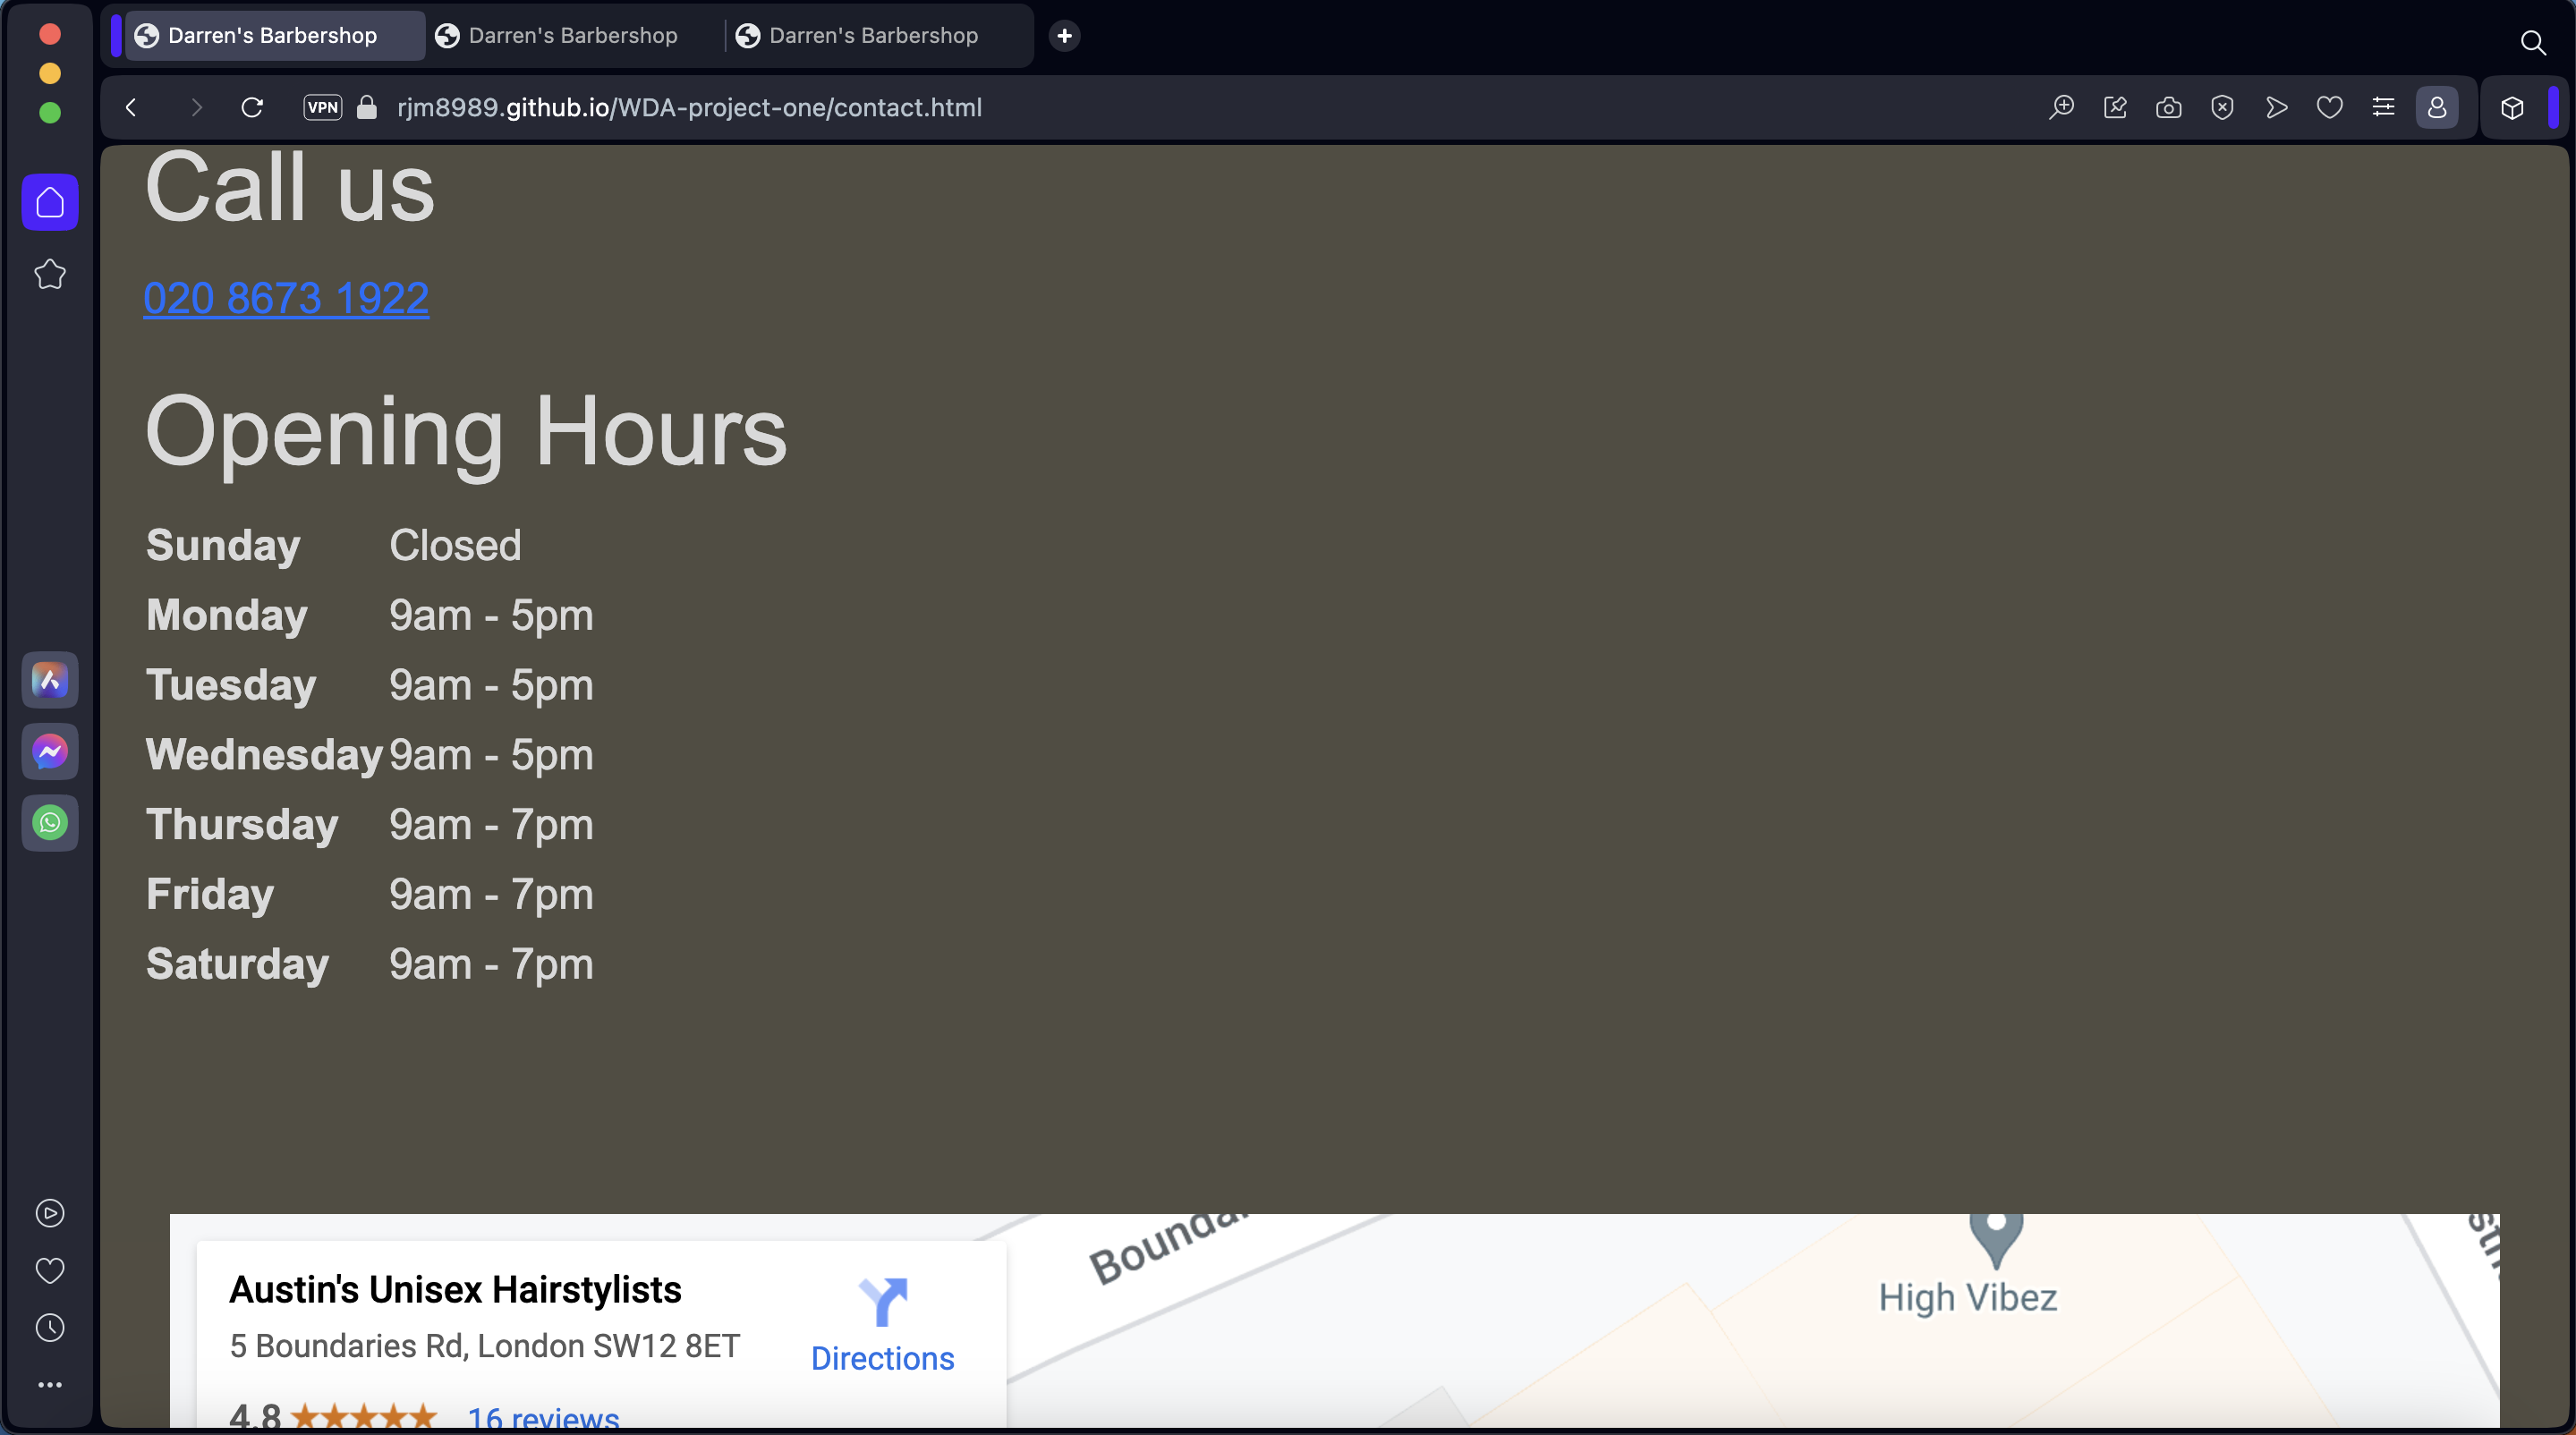 Darren's Barbershop
Darren's Barbershop
Darren's Barbershop
VPN
rjm8989.github.io/WDA-project-one/contact.html
Call us
020 8673 1922
Opening Hours
Sunday Closed
Monday 9am - 5pm
Tuesday 9am - 5pm
Wednesday 9am - 5pm
Thursday 9am - 7pm
Friday 9am - 7pm
Saturday 9am - 7pm
Austin's Unisex Hairstylists
5 Boundaries Rd, London SW12 8ET
Directions
4.8
16 reviews
High Vibez